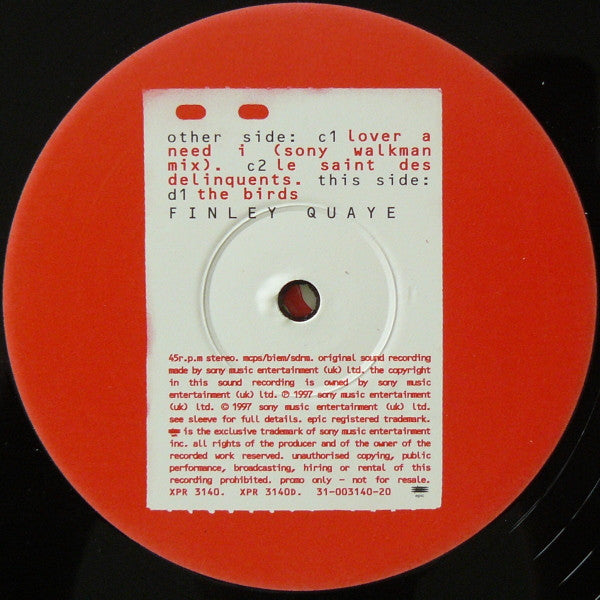 other side: c1 lover a
need i (sony walkman
mix). c2 le saint des
delinquents. this side:
d1 the birds
FINLEY QUAYE
45r.p.m stereo. mcps/biem/sdrm. original sound recording
made by sony music entertainment (uk) ltd. the copyright
in this sound recording is owned by sony music
entertainment (uk) ltd. ℗ 1997 sony music entertainment
(uk) ltd. © 1997 sony music entertainment (uk) ltd.
see sleeve for full details. epic registered trademark.
is the exclusive trademark of sony music entertainment
inc. all rights of the producer and of the owner of the
recorded work reserved. unauthorised copying, public
performance, broadcasting, hiring or rental of this
recording prohibited. promo only - not for resale.
XPR 3140. XPR 3140D. 31-003140-20
epic